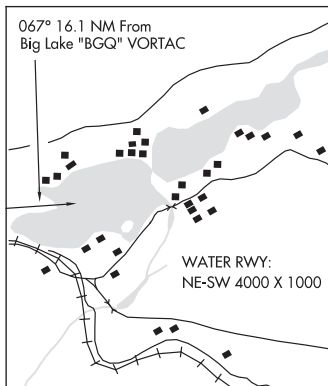 067° 16.1 NM From
Big Lake "BGQ" VORTAC
WATER RWY:
NE-SW 4000 X 1000